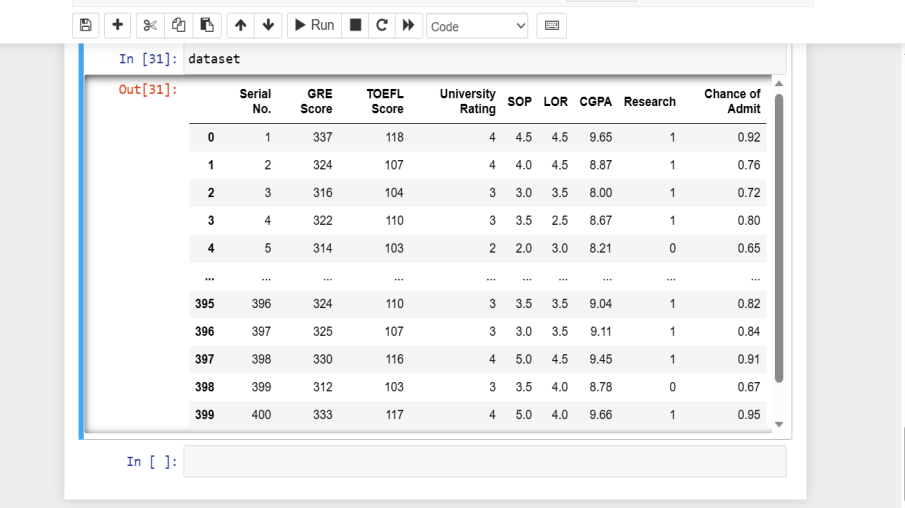 Run Code
In [31]: dataset
Out[31]:
Serial No. GRE Score TOEFL Score University Rating SOP LOR CGPA Research Chance of Admit
0 1 337 118 4 4.5 4.5 9.65 1 0.92
1 2 324 107 4 4.0 4.5 8.87 1 0.76
2 3 316 104 3 3.0 3.5 8.00 1 0.72
3 4 322 110 3 3.5 2.5 8.67 1 0.80
4 5 314 103 2 2.0 3.0 8.21 0 0.65
... ... ... ... ... ... ... ... ... ...
395 396 324 110 3 3.5 3.5 9.04 1 0.82
396 397 325 107 3 3.0 3.5 9.11 1 0.84
397 398 330 116 4 5.0 4.5 9.45 1 0.91
398 399 312 103 3 3.5 4.0 8.78 0 0.67
399 400 333 117 4 5.0 4.0 9.66 1 0.95
In [ ]: